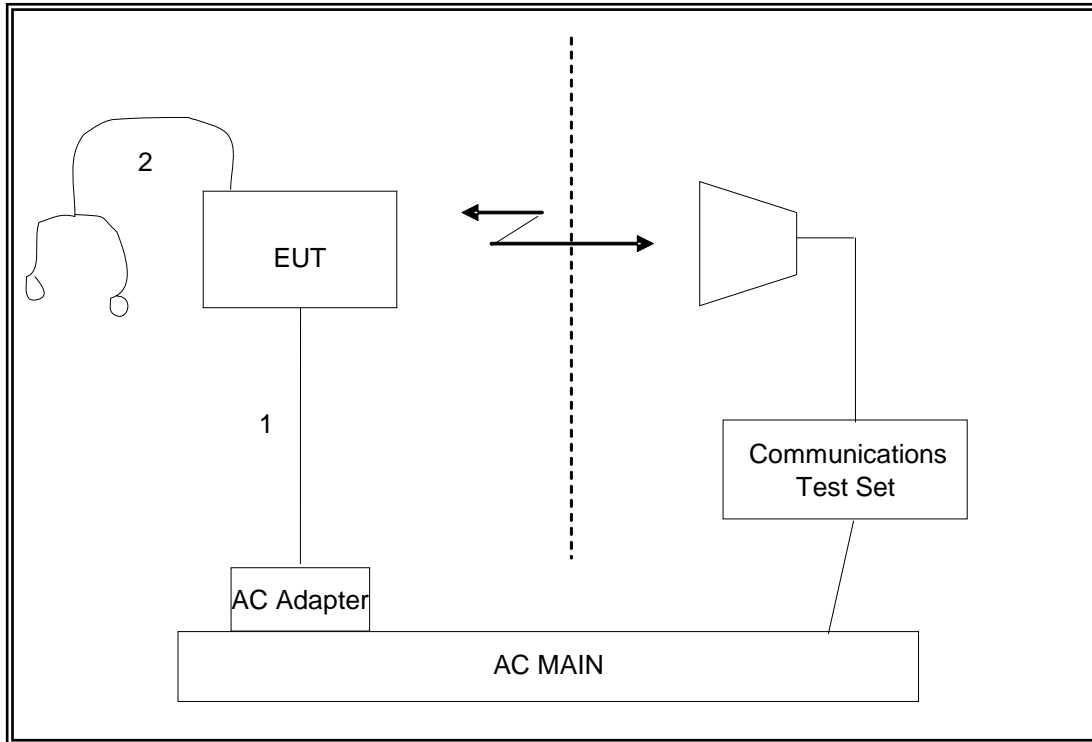 2
EUT
1
Communications
Test Set
AC Adapter
AC MAIN